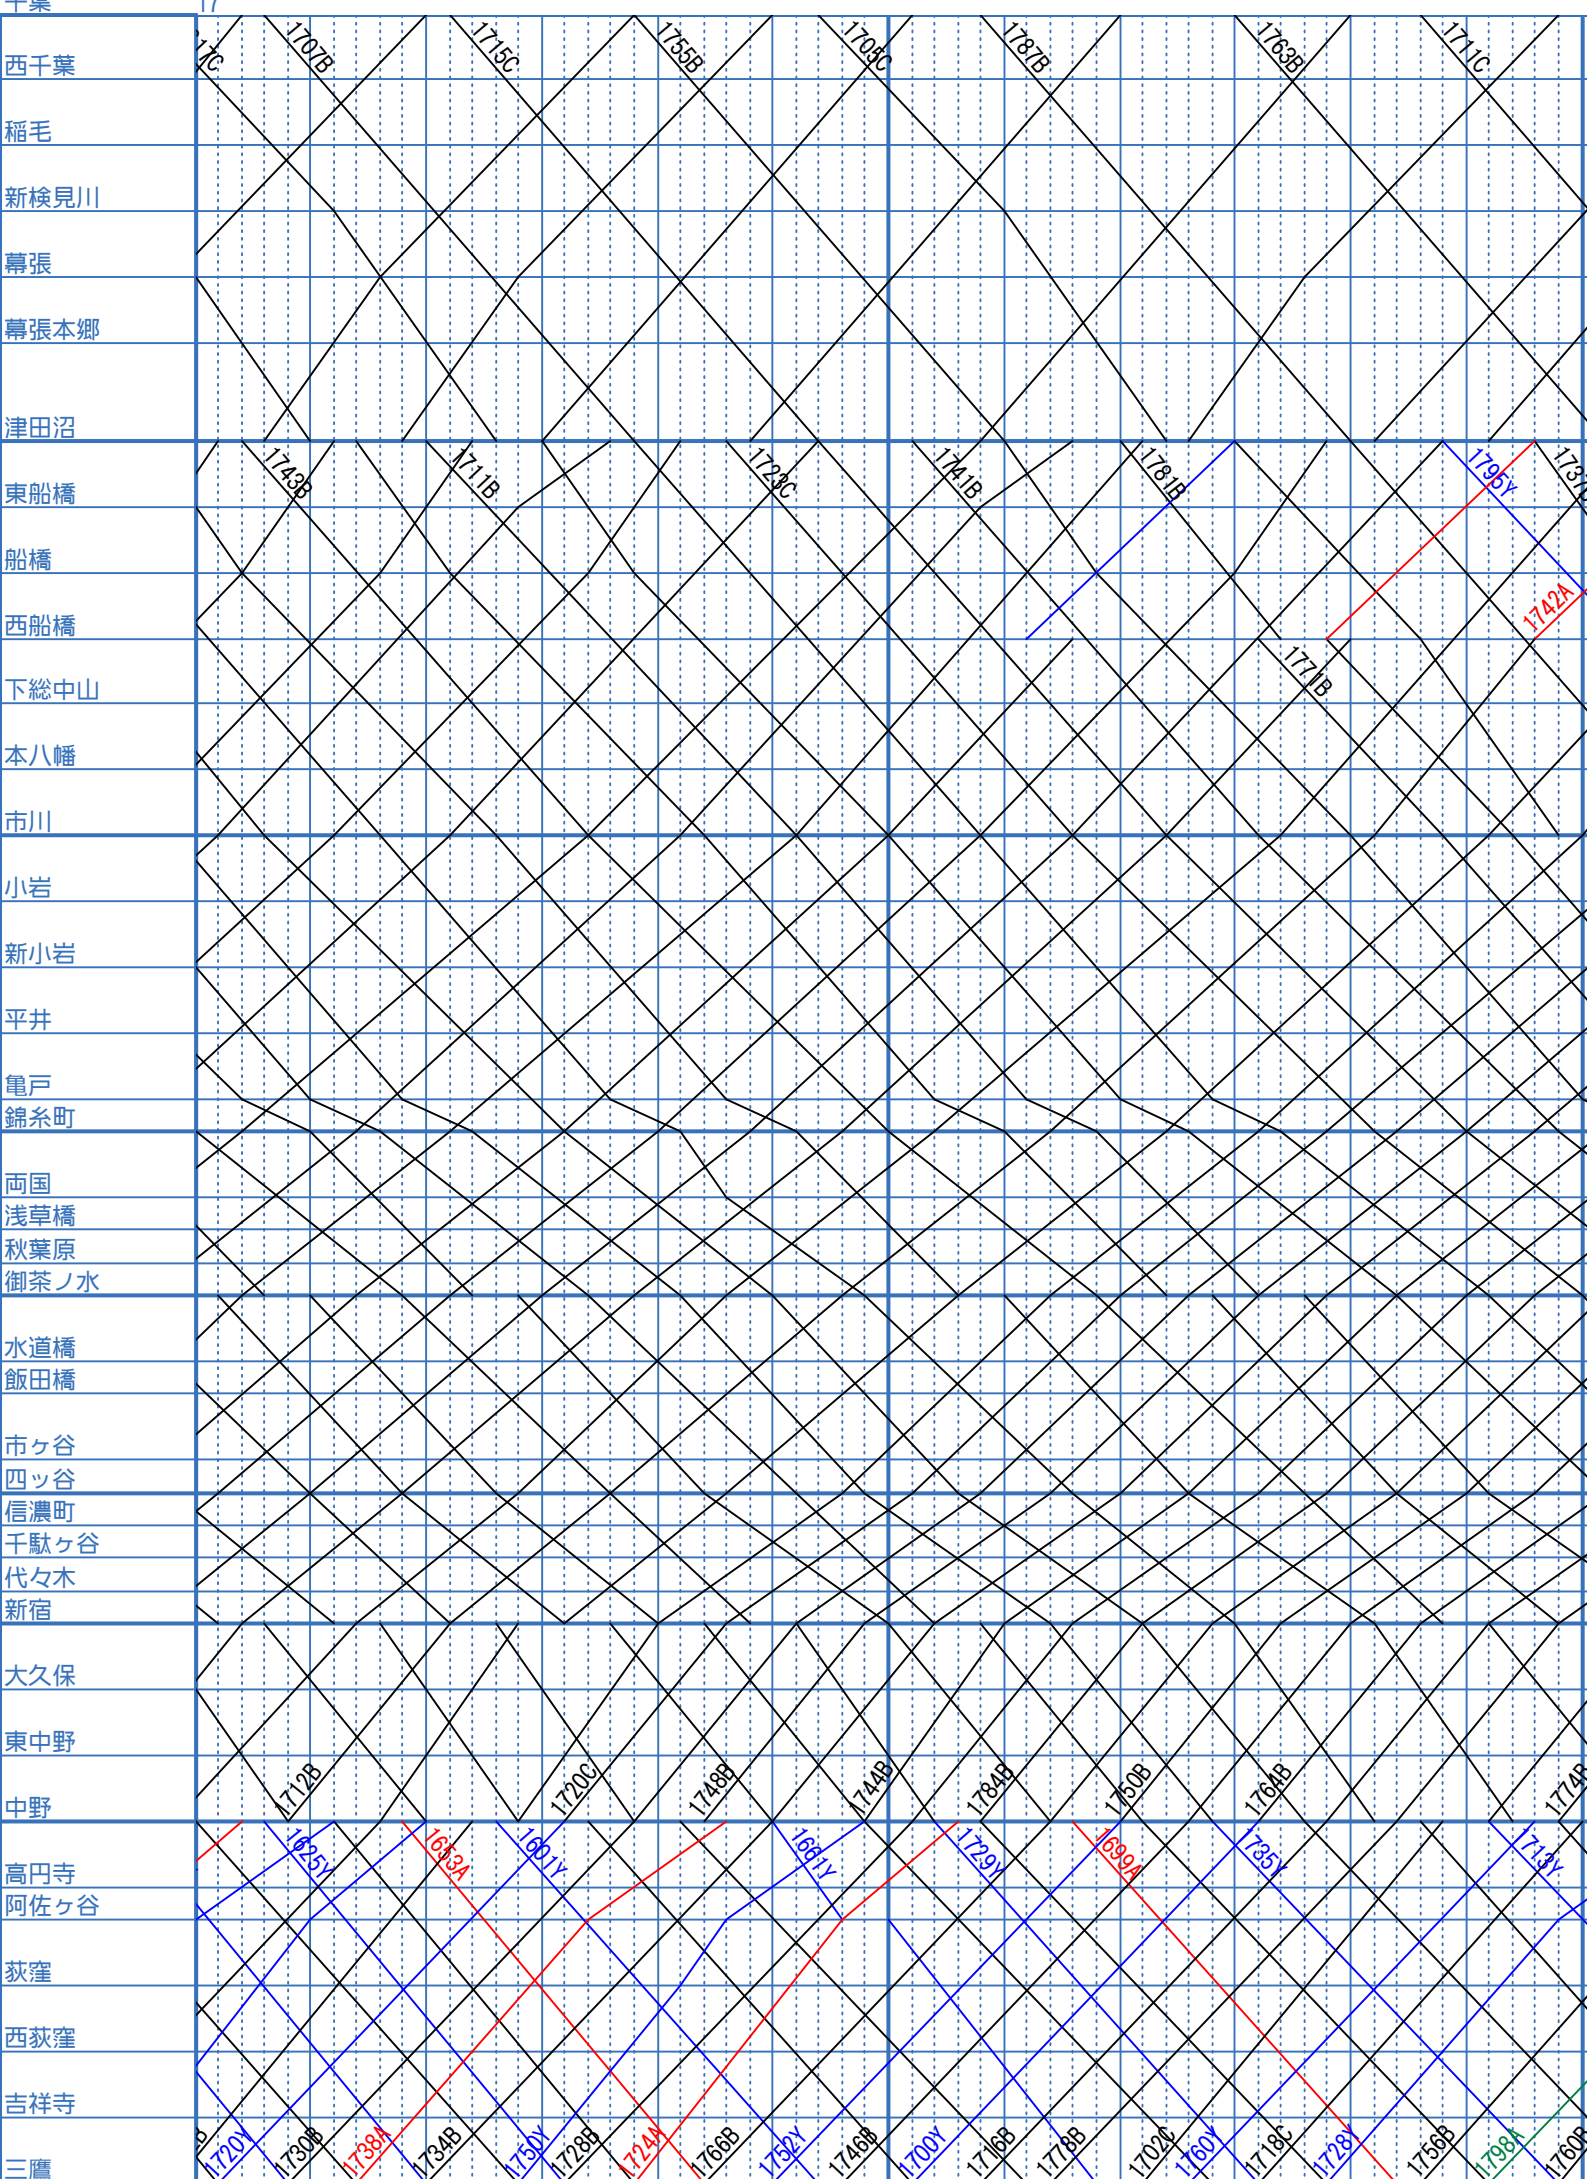 千葉 17
西千葉 1707B 1715C 1755B 1705C 1787B 1763B 1711C
稲毛
新検見川
幕張
幕張本郷
津田沼
東船橋 1743B 1711B 1723C 1741B 1781B 1795Y
船橋
西船橋 1742A
下総中山 1771B
本八幡
市川
小岩
新小岩
平井
亀戸
錦糸町
両国
浅草橋
秋葉原
御茶ノ水
水道橋
飯田橋
市ヶ谷
四ッ谷
信濃町
千駄ヶ谷
代々木
新宿
大久保
東中野
中野 1712B 1720C 1748B 1744B 1784B 1750B 1764B 1774B
高円寺 1625Y 1653A 1601Y 1661Y 1729Y 1699A 1735Y 1713Y
阿佐ヶ谷
荻窪
西荻窪
吉祥寺
三鷹 1720Y 1730B 1738A 1734B 1750Y 1728B 1724A 1766B 1752Y 1746B 1700Y 1716B 1778B 1702C 1760Y 1718C 1728Y 1756B 1798A 1760B